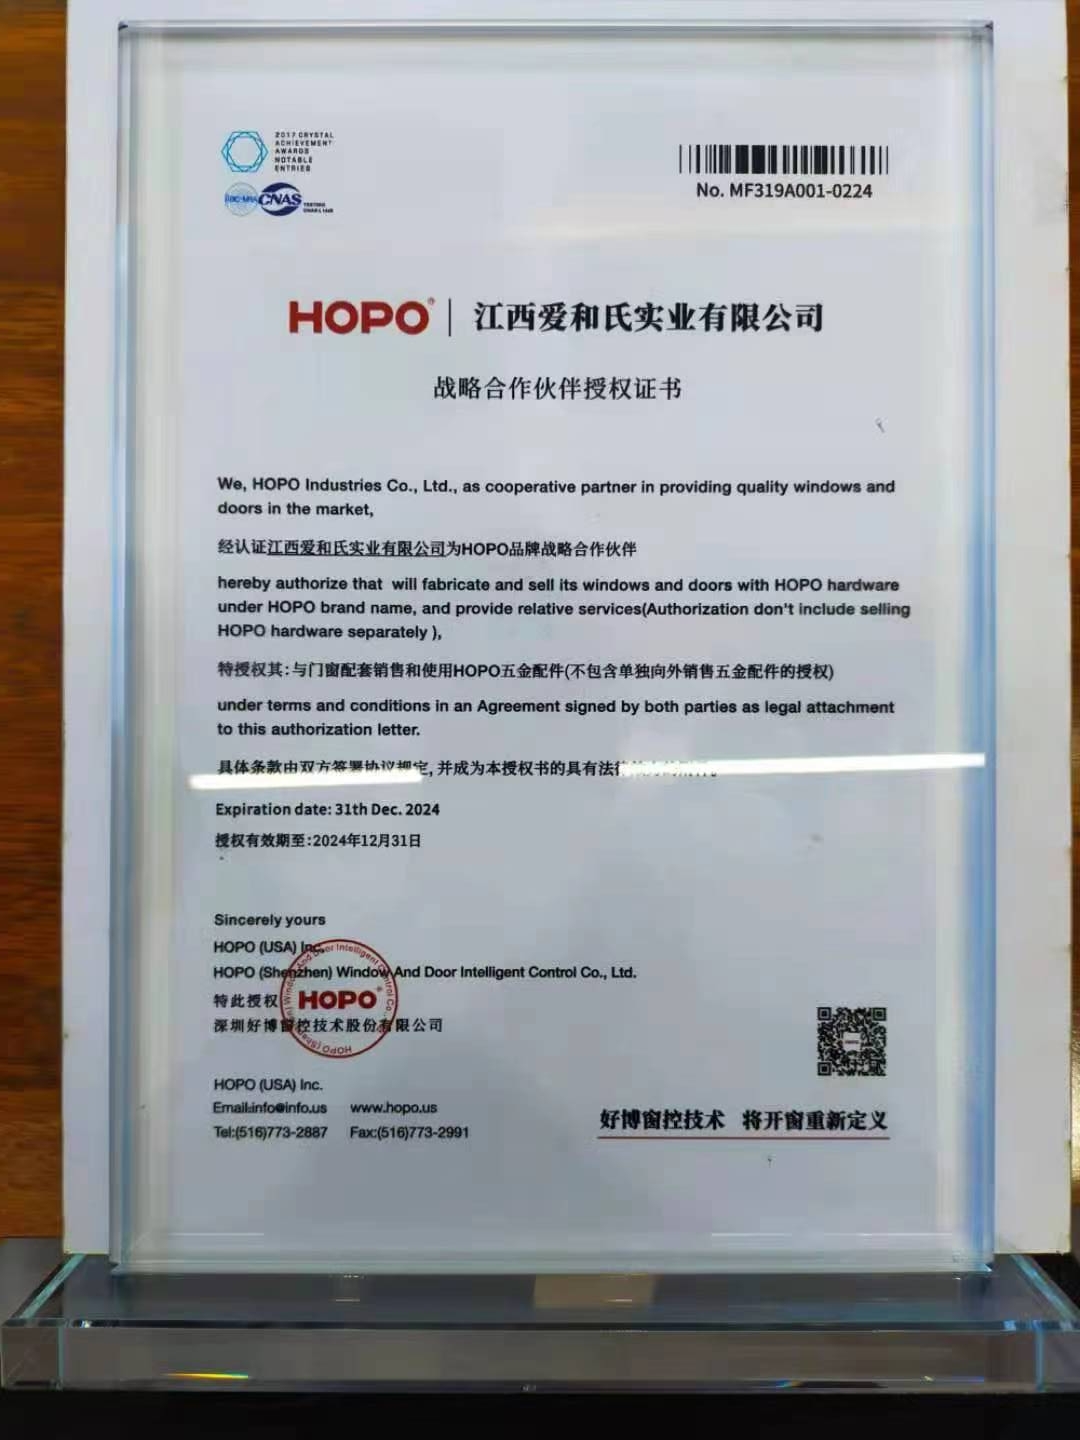 2017 CRYSTAL
ACHIEVEMENT
AWARDS
NOTABLE
ENTRIES
CNAS
TESTING
No. MF319A001-0224
HOPO® | 江西爱和氏实业有限公司
战略合作伙伴授权证书
We, HOPO Industries Co., Ltd., as cooperative partner in providing quality windows and
doors in the market,
经认证江西爱和氏实业有限公司为HOPO品牌战略合作伙伴
hereby authorize that will fabricate and sell its windows and doors with HOPO hardware
under HOPO brand name, and provide relative services(Authorization don't include selling
HOPO hardware separately ),
特授权其:与门窗配套销售和使用HOPO五金配件(不包含单独向外销售五金配件的授权)
under terms and conditions in an Agreement signed by both parties as legal attachment
to this authorization letter.
具体条款由双方签署协议规定,并成为本授权书的具有法
Expiration date: 31th Dec. 2024
授权有效期至:2024年12月31日
Sincerely yours
HOPO (USA) Inc.
HOPO (Shenzhen) Window And Door Intelligent Control Co., Ltd.
特此授权
HOPO®
深圳好博窗控技术股份有限公司
HOPO (USA) Inc.
Email:info@info.us www.hopo.us
Tel:(516)773-2887 Fax:(516)773-2991
好博窗控技术 将开窗重新定义